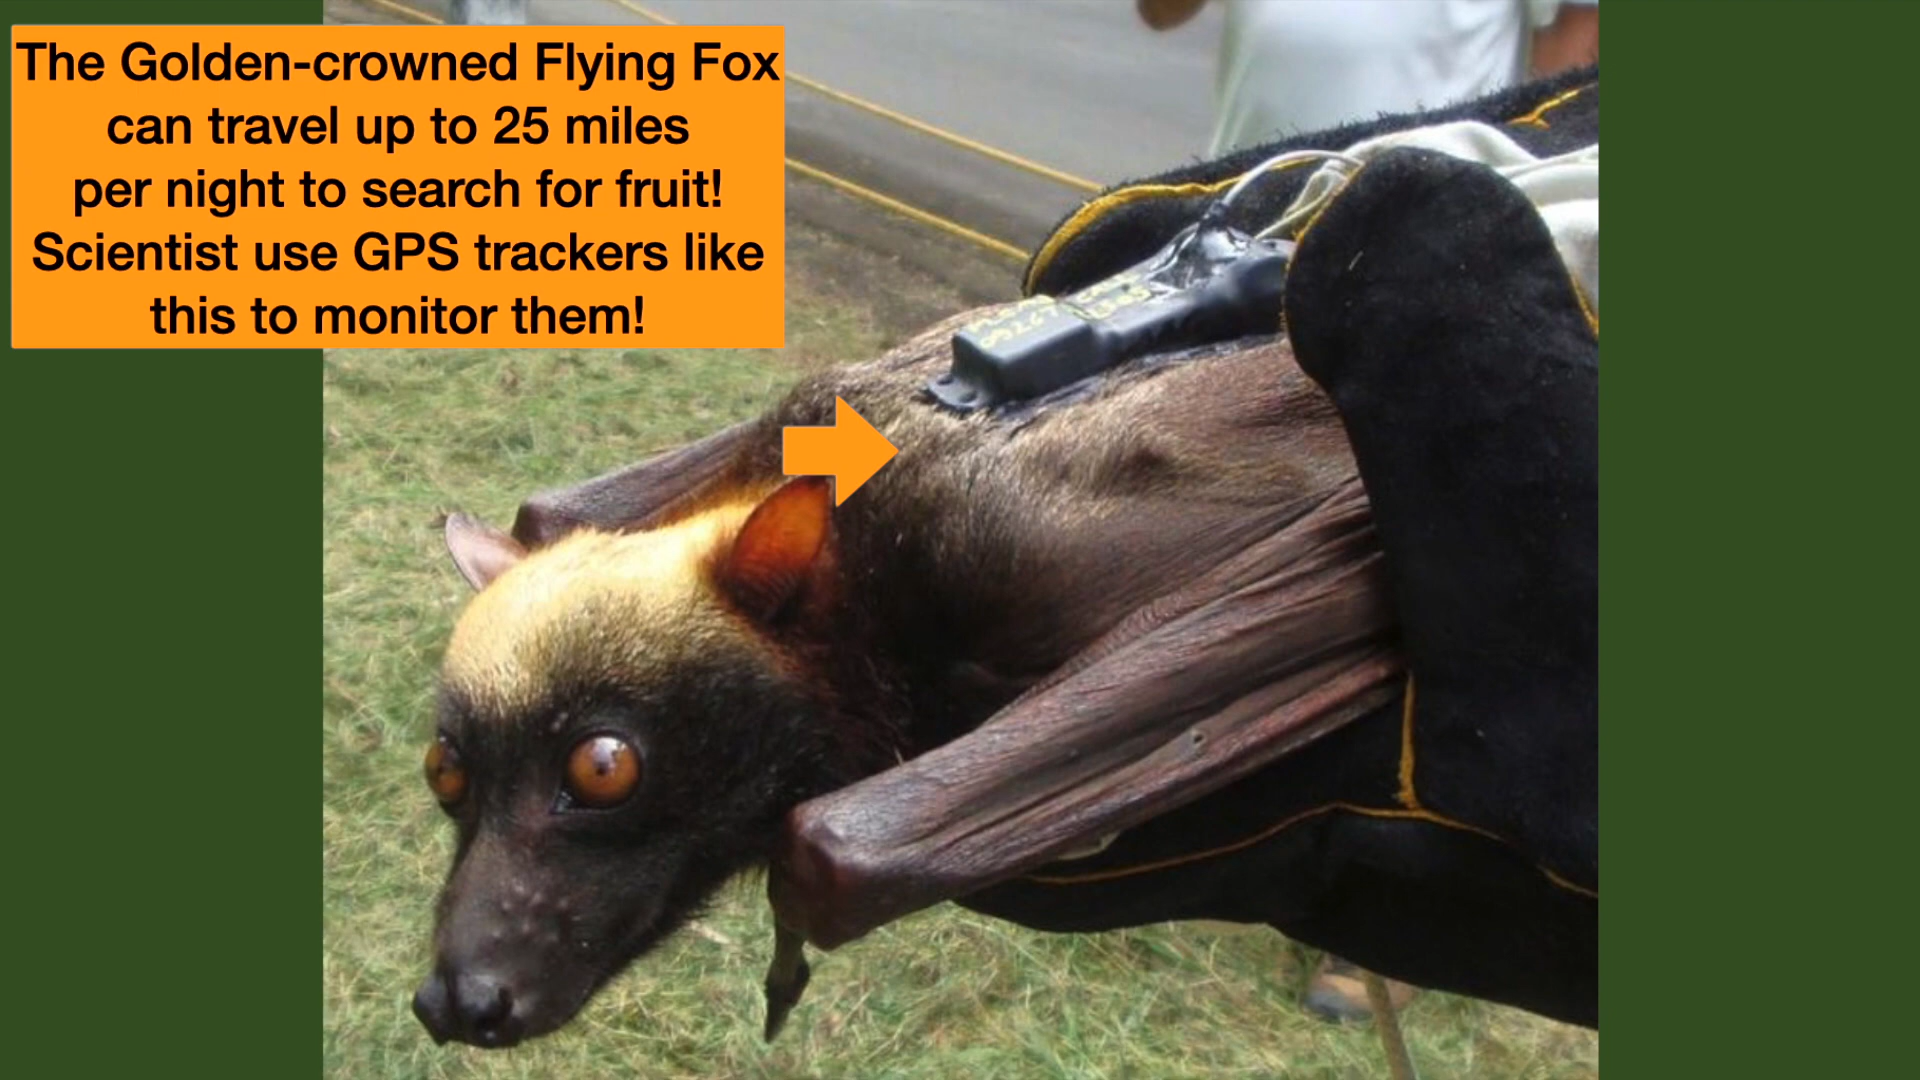 The Golden-crowned Flying Fox
can travel up to 25 miles
per night to search for fruit!
Scientist use GPS trackers like
this to monitor them!